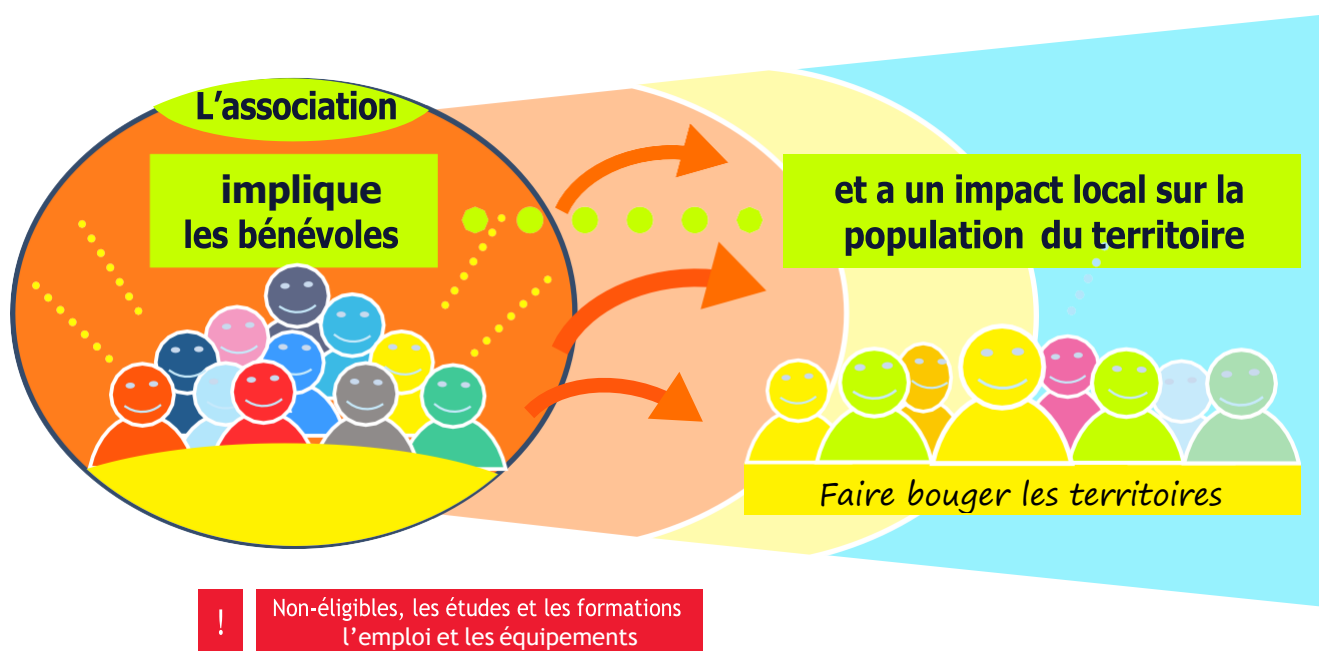 L’association
implique
les bénévoles
et a un impact local sur la
population du territoire
Faire bouger les territoires
!
Non-éligibles, les études et les formations
l’emploi et les équipements